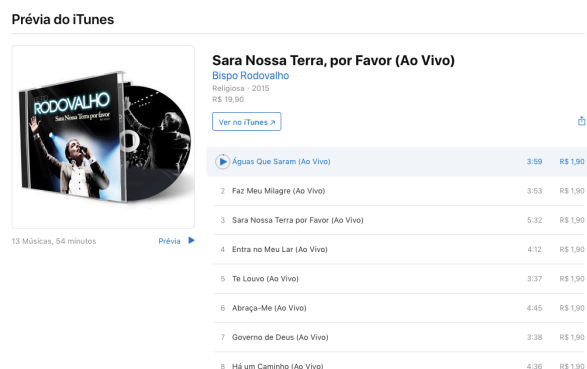 Prévia do iTunes
Sara Nossa Terra, por Favor (Ao Vivo)
Bispo Rodovalho
Religiosa · 2015
R$ 19,90
Ver no iTunes ↗
RODOVALHO
Sara Nossa Terra por favor
13 Músicas, 54 minutos
Prévia
Águas Que Saram (Ao Vivo) 3:59 R$ 1,90
2 Faz Meu Milagre (Ao Vivo) 3:53 R$ 1,90
3 Sara Nossa Terra por Favor (Ao Vivo) 5:32 R$ 1,90
4 Entra no Meu Lar (Ao Vivo) 4:12 R$ 1,90
5 Te Louvo (Ao Vivo) 3:37 R$ 1,90
6 Abraça-Me (Ao Vivo) 4:45 R$ 1,90
7 Governo de Deus (Ao Vivo) 3:38 R$ 1,90
8 Há um Caminho (Ao Vivo) 4:36 R$ 1,90